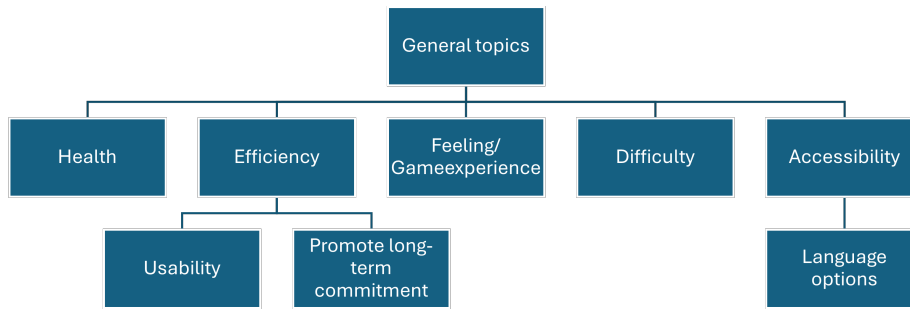 General topics
Health
Efficiency
Feeling/
Gameexperience
Difficulty
Accessibility
Usability
Promote long-
term
commitment
Language
options